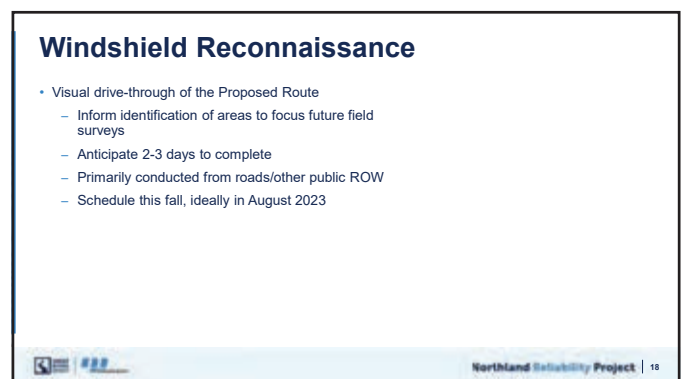 Windshield Reconnaissance
• Visual drive-through of the Proposed Route
– Inform identification of areas to focus future field
surveys
– Anticipate 2-3 days to complete
– Primarily conducted from roads/other public ROW
– Schedule this fall, ideally in August 2023
Northland Reliability Project | 18